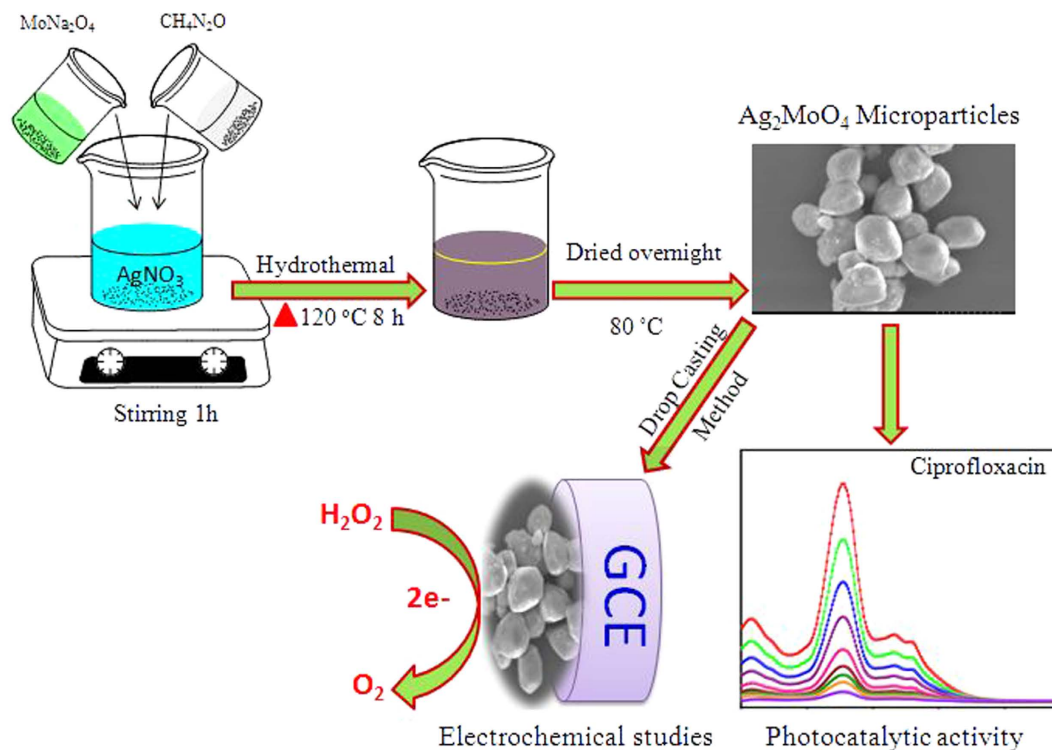 MoNa₂O₄
CH₄N₂O
AgNO₃
Stirring 1h
Hydrothermal
120 °C 8 h
Dried overnight
80 °C
Ag₂MoO₄ Microparticles
Drop Casting
Method
H₂O₂
2e-
O₂
GCE
Electrochemical studies
Ciprofloxacin
Photocatalytic activity